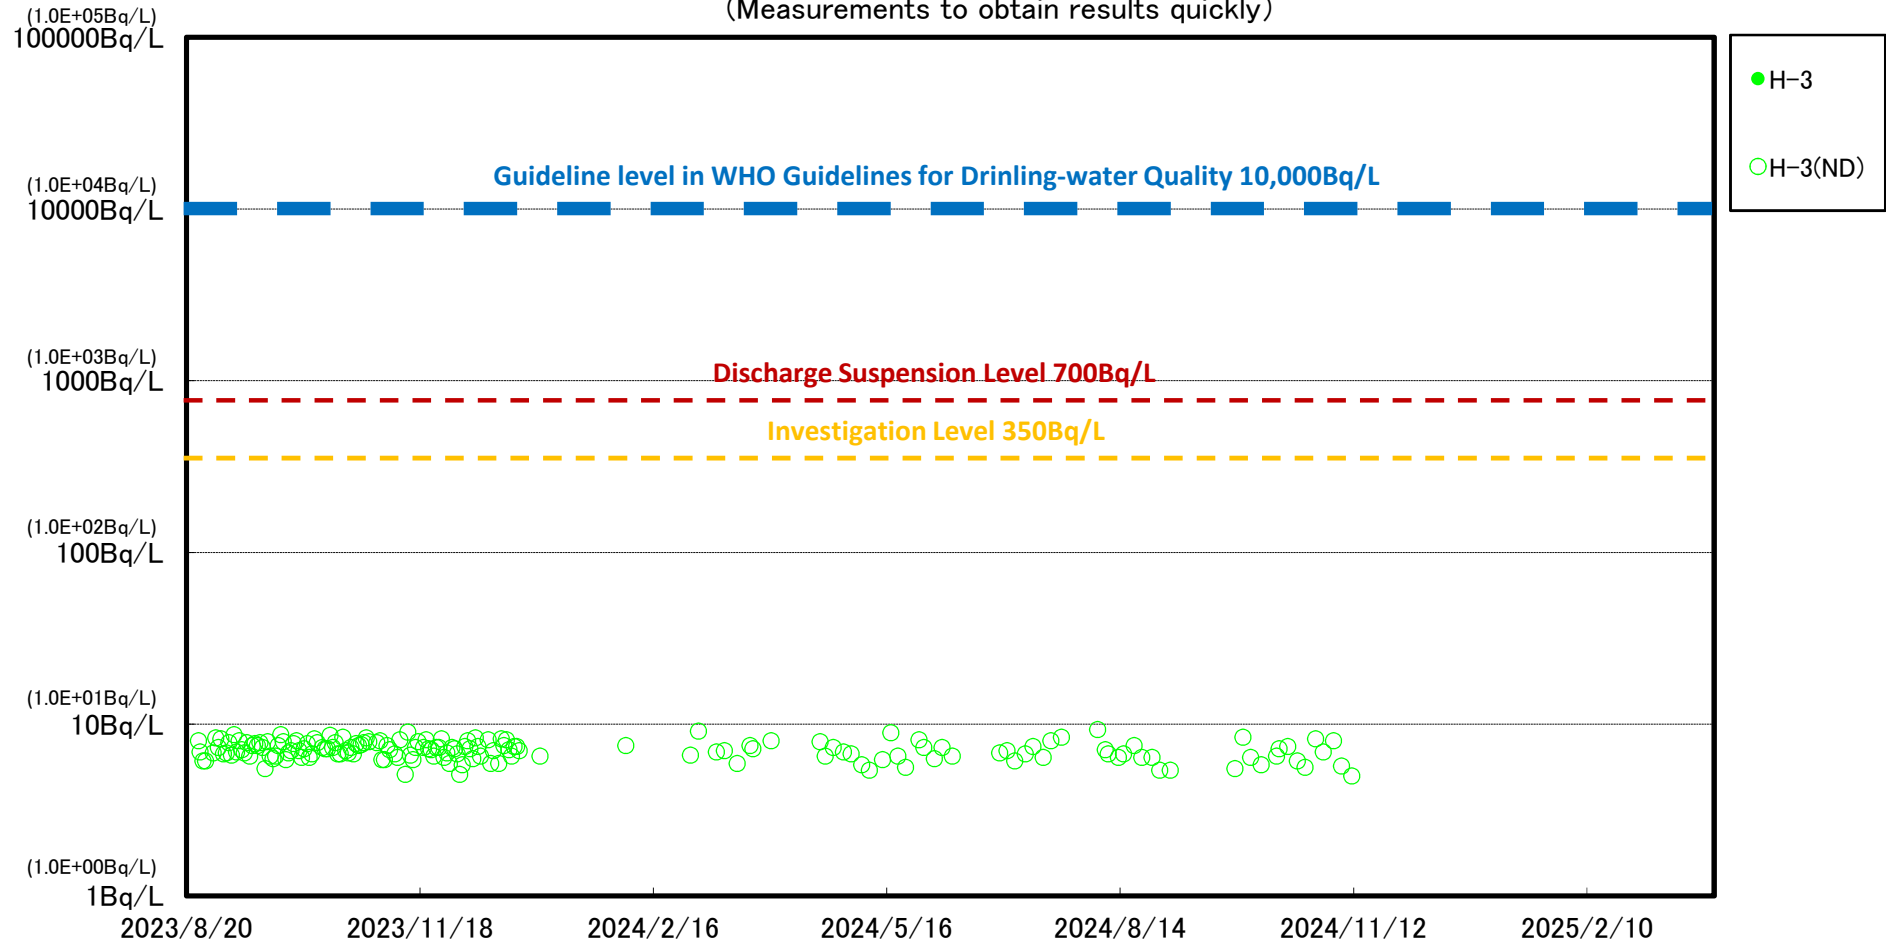 (Measurements to obtain results quickly)
(1.0E+05Bq/L)
100000Bq/L
H-3
H-3(ND)
Guideline level in WHO Guidelines for Drinling-water Quality 10,000Bq/L
(1.0E+04Bq/L)
10000Bq/L
(1.0E+03Bq/L)
1000Bq/L
Discharge Suspension Level 700Bq/L
Investigation Level 350Bq/L
(1.0E+02Bq/L)
100Bq/L
(1.0E+01Bq/L)
10Bq/L
(1.0E+00Bq/L)
1Bq/L
2023/8/20 2023/11/18 2024/2/16 2024/5/16 2024/8/14 2024/11/12 2025/2/10